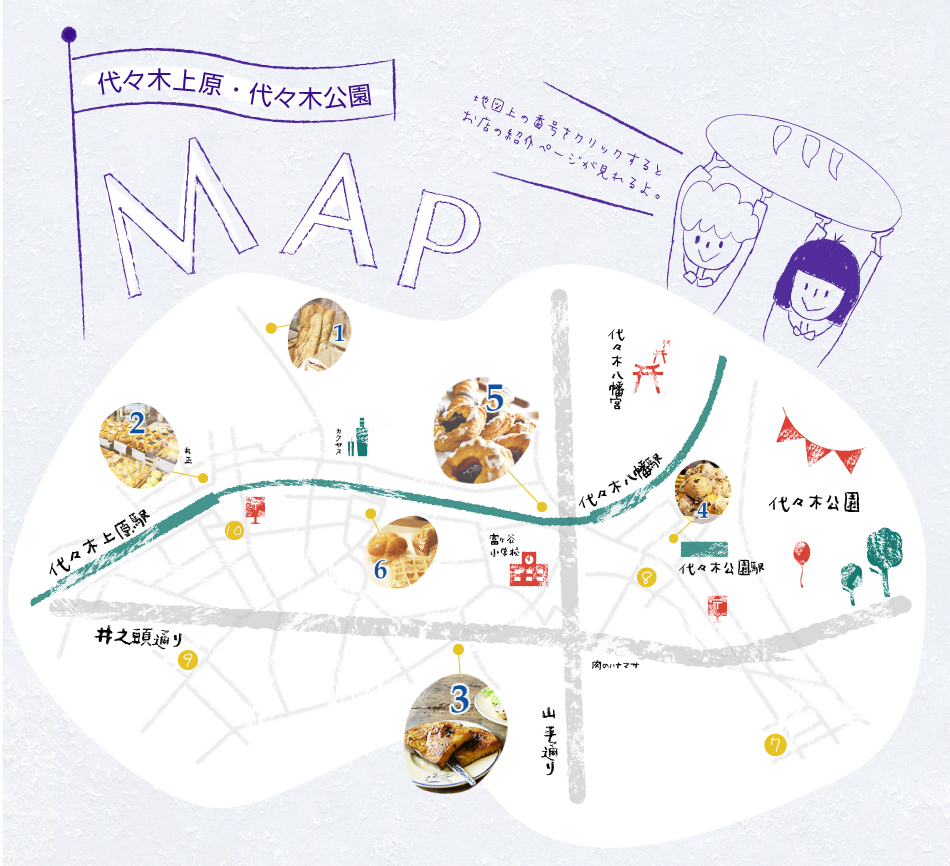 代々木上原・代々木公園
MAP
地図上の番号をクリックすると
お店の紹介ページが見れるよ。
1
代々木八幡宮
5
2
カクヤス
丸正
代々木八幡駅
4
代々木公園
代々木上原駅
10
富ヶ谷
小学校
6
代々木公園駅
8
〒
〒
井之頭通り
9
肉のハナマサ
3
山手通り
7